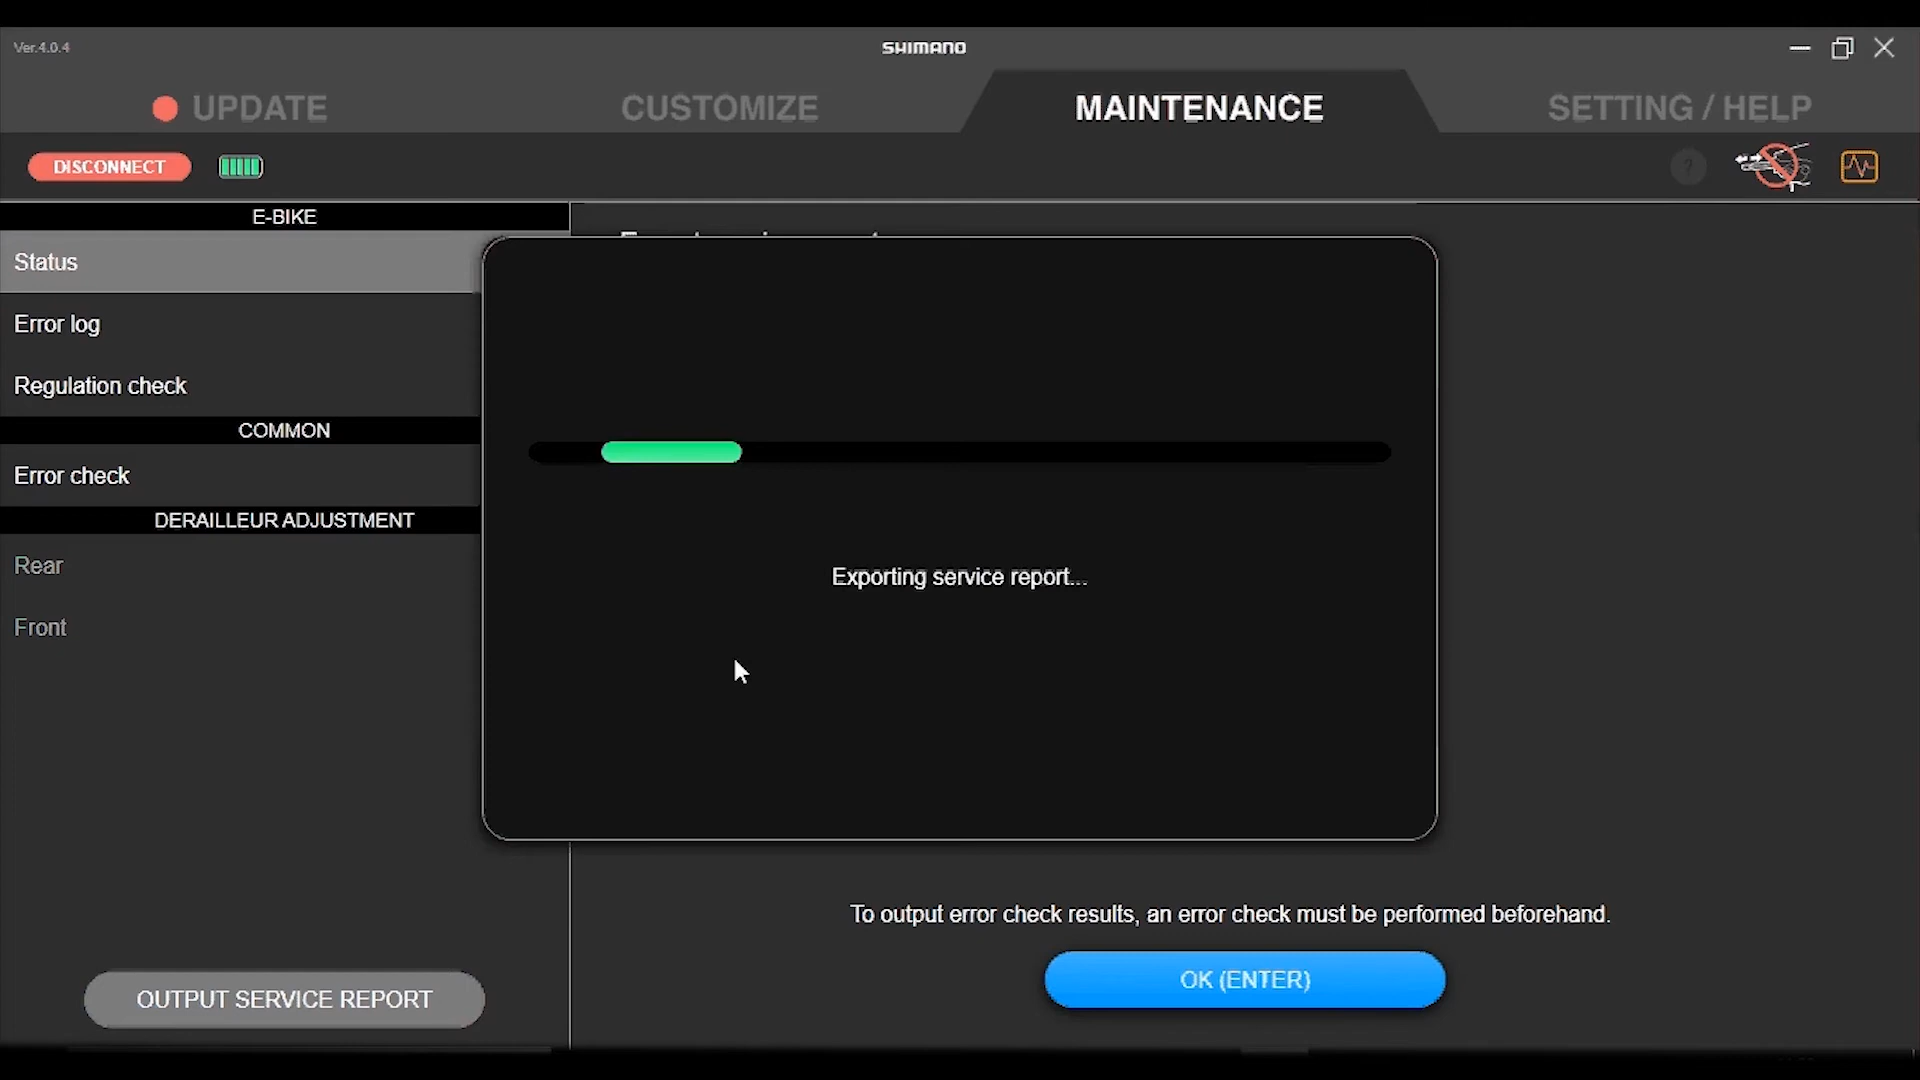 Ver.4.0.4
SHIMANO
UPDATE
CUSTOMIZE
MAINTENANCE
SETTING / HELP
DISCONNECT
?
E-BIKE
Status
Error log
Regulation check
COMMON
Error check
DERAILLEUR ADJUSTMENT
Rear
Front
Exporting service report...
To output error check results, an error check must be performed beforehand.
OK (ENTER)
OUTPUT SERVICE REPORT